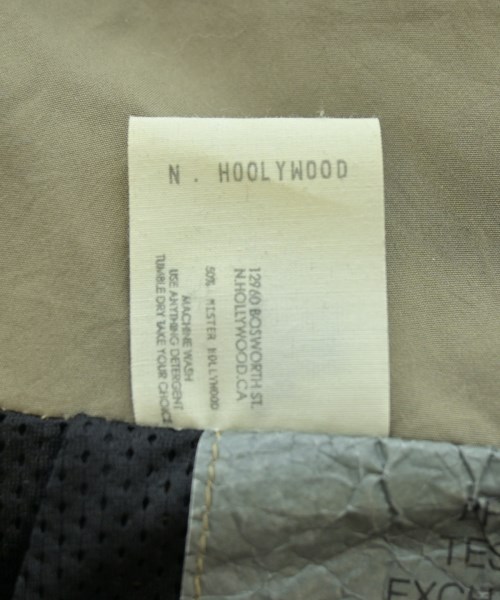 N. HOOLYWOOD
12960 BOSWORTH ST.
N.HOLLYWOOD.CA
50% MISTER HOLLYWOOD
MACHINE WASH
USE ANYTHING DETERGENT
TUMBLE DRY TAKE YOUR CHOICE
TES
EXCH